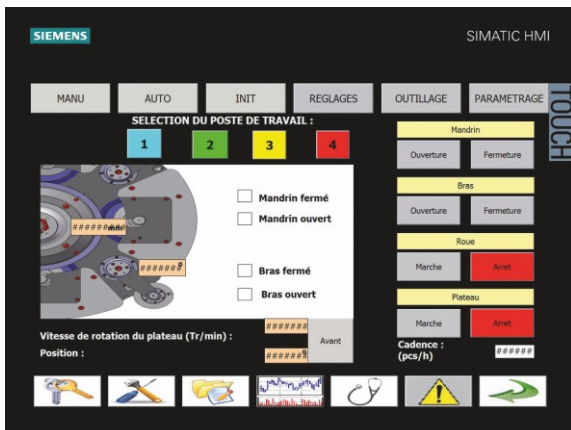 SIEMENS
SIMATIC HMI
TOUCH
MANU AUTO INIT REGLAGES OUTILLAGE PARAMETRAGE
SELECTION DU POSTE DE TRAVAIL :
1 2 3 4
Mandrin
Ouverture Fermeture
Bras
Ouverture Fermeture
Roue
Marche Arret
Plateau
Marche Arret
Mandrin fermé
Mandrin ouvert
Bras fermé
Bras ouvert
Vitesse de rotation du plateau (Tr/min) : #######
Position : ######°
Avant
Cadence :
(pcs/h) ######